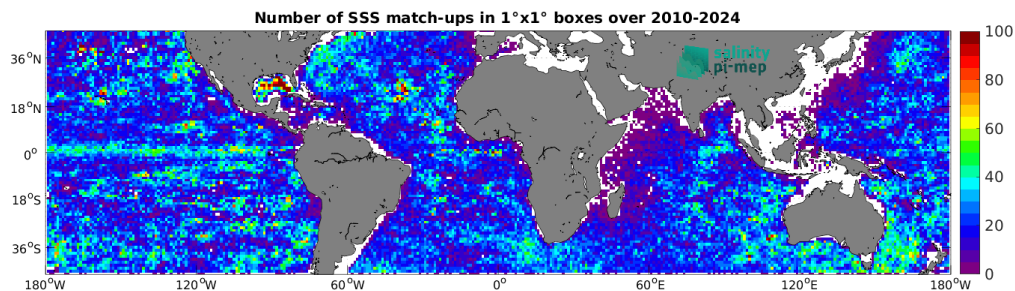 Number of SSS match-ups in 1°x1° boxes over 2010-2024
salinity
pi-mep
36°N
18°N
0°
18°S
36°S
180°W
120°W
60°W
0°
60°E
120°E
180°W
100
80
60
40
20
0